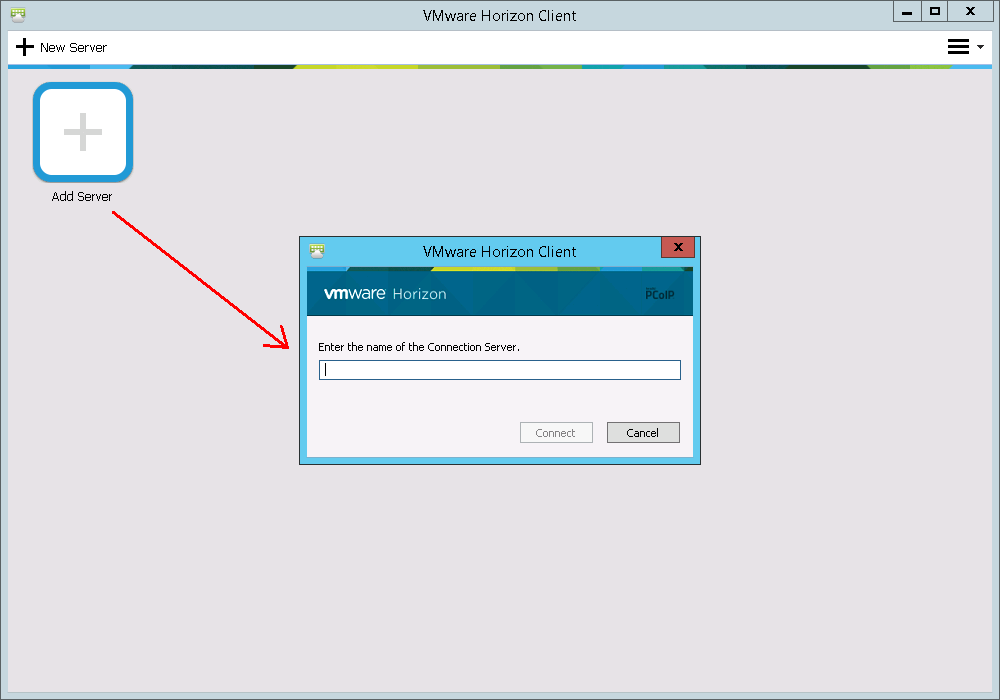 VMware Horizon Client
New Server
Add Server
VMware Horizon Client
vmware Horizon
PCoIP
Enter the name of the Connection Server.
Connect
Cancel